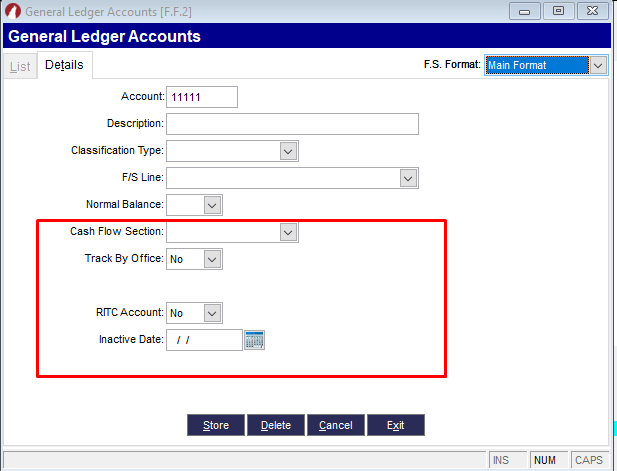 General Ledger Accounts [F.F.2]
General Ledger Accounts
List Details F.S. Format: Main Format
Account: 11111
Description:
Classification Type:
F/S Line:
Normal Balance:
Cash Flow Section:
Track By Office: No
RITC Account: No
Inactive Date: / /
Store Delete Cancel Exit
INS NUM CAPS